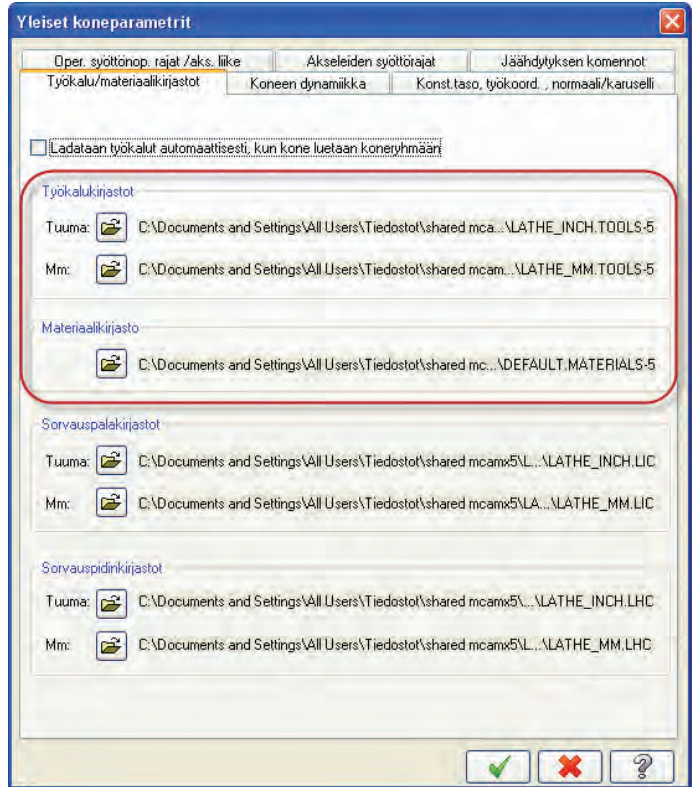 Yleiset koneparametrit
Oper. syöttönop. rajat /aks. liike
Akseleiden syöttörajat
Jäähdytyksen komennot
Työkalu/materiaalikirjastot
Koneen dynamiikka
Konst.taso, työkoord. , normaali/karuselli
Ladataan työkalut automaattisesti, kun kone luetaan koneryhmään
Työkalukirjastot
Tuuma: C:\Documents and Settings\All Users\Tiedostot\shared mca...\LATHE_INCH.TOOLS-5
Mm: C:\Documents and Settings\All Users\Tiedostot\shared mcam...\LATHE_MM.TOOLS-5
Materiaalikirjasto
C:\Documents and Settings\All Users\Tiedostot\shared mc...\DEFAULT.MATERIALS-5
Sorvauspalakirjastot
Tuuma: C:\Documents and Settings\All Users\Tiedostot\shared mcamx5\L...\LATHE_INCH.LIC
Mm: C:\Documents and Settings\All Users\Tiedostot\shared mcamx5\LA...\LATHE_MM.LIC
Sorvauspidinkirjastot
Tuuma: C:\Documents and Settings\All Users\Tiedostot\shared mcamx5\...\LATHE_INCH.LHC
Mm: C:\Documents and Settings\All Users\Tiedostot\shared mcamx5\L...\LATHE_MM.LHC
?